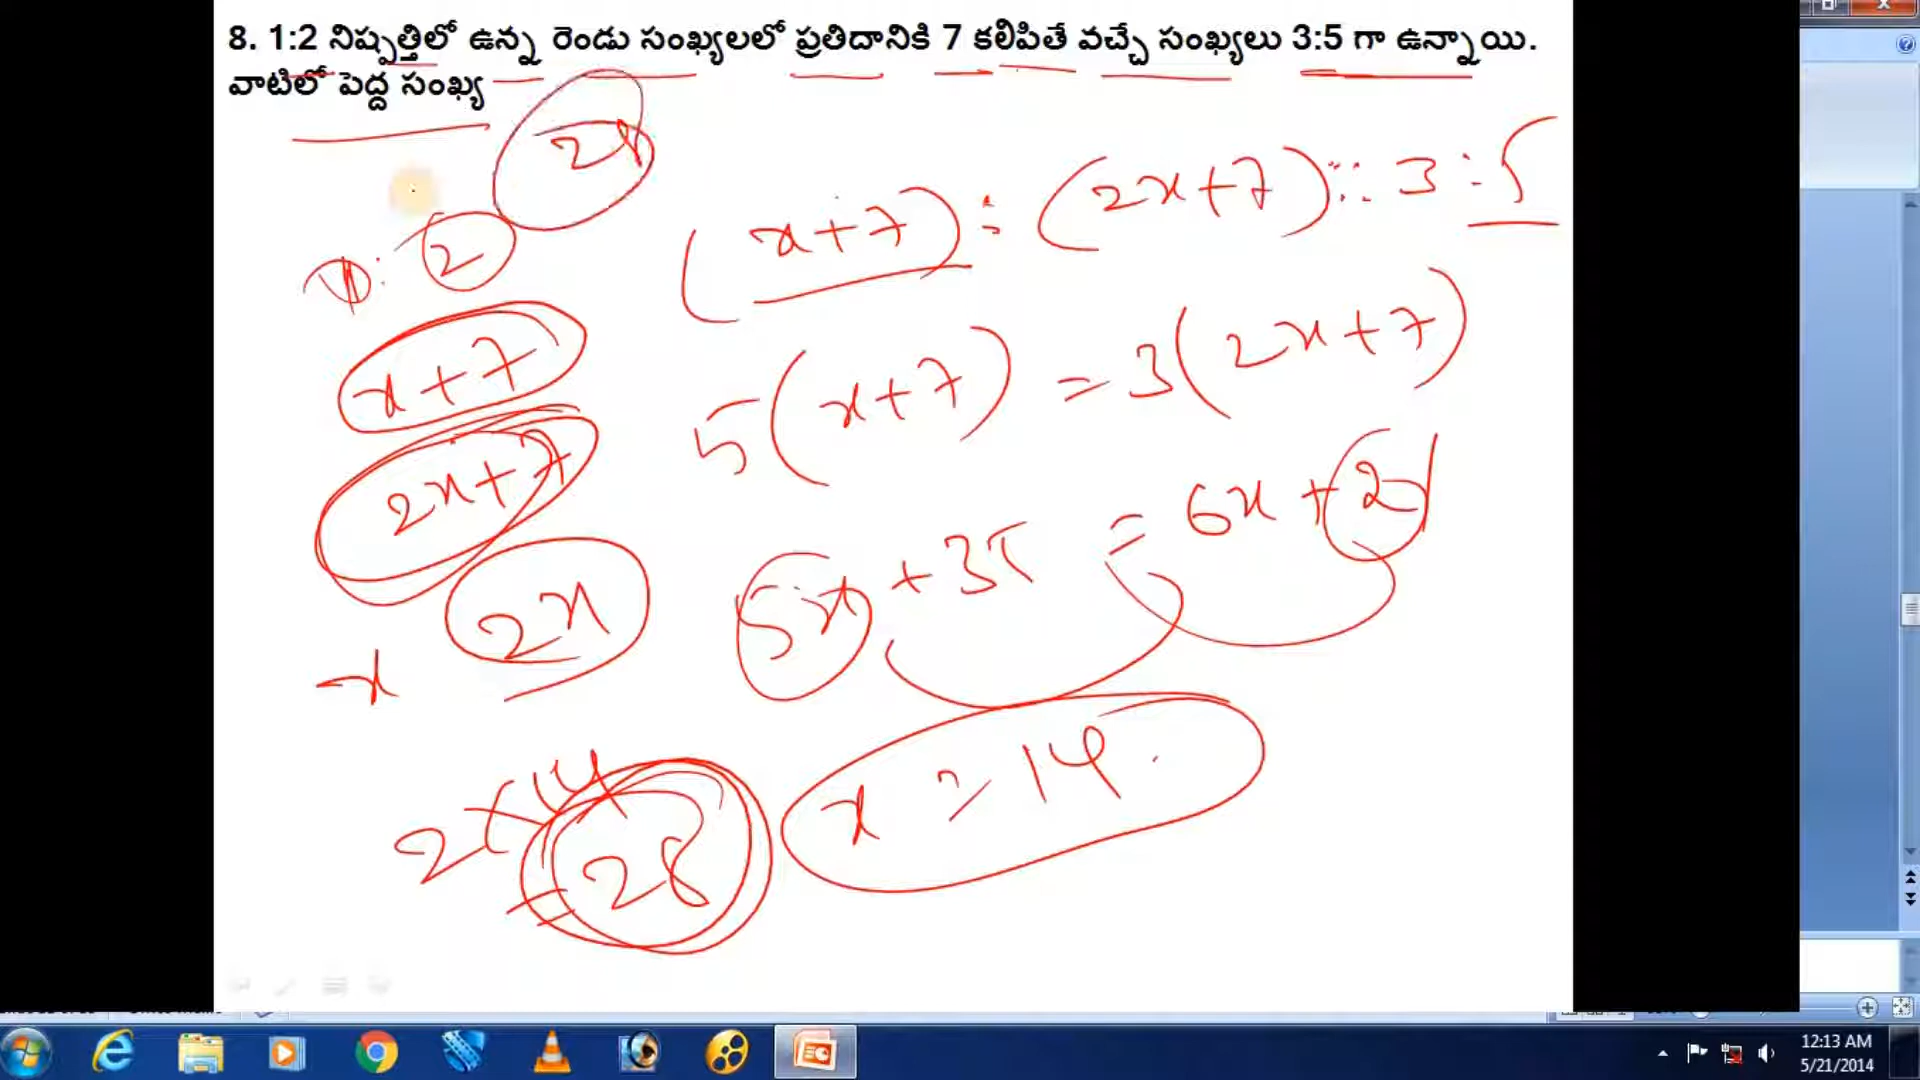 8. 1:2 నిష్పత్తిలో ఉన్న రెండు సంఖ్యలలో ప్రతిదానికి 7 కలిపితే వచ్చే సంఖ్యలు 3:5 గా ఉన్నాయి.
వాటిలో పెద్ద సంఖ్య
28
(x+7) : (2x+7) :: 3 : 5
1 : 2
x+7
5(x+7) = 3(2x+7)
2x+7
5x + 35 = 6x + 21
x 2x
x = 14
2×14
= 28
12:13 AM
5/21/2014